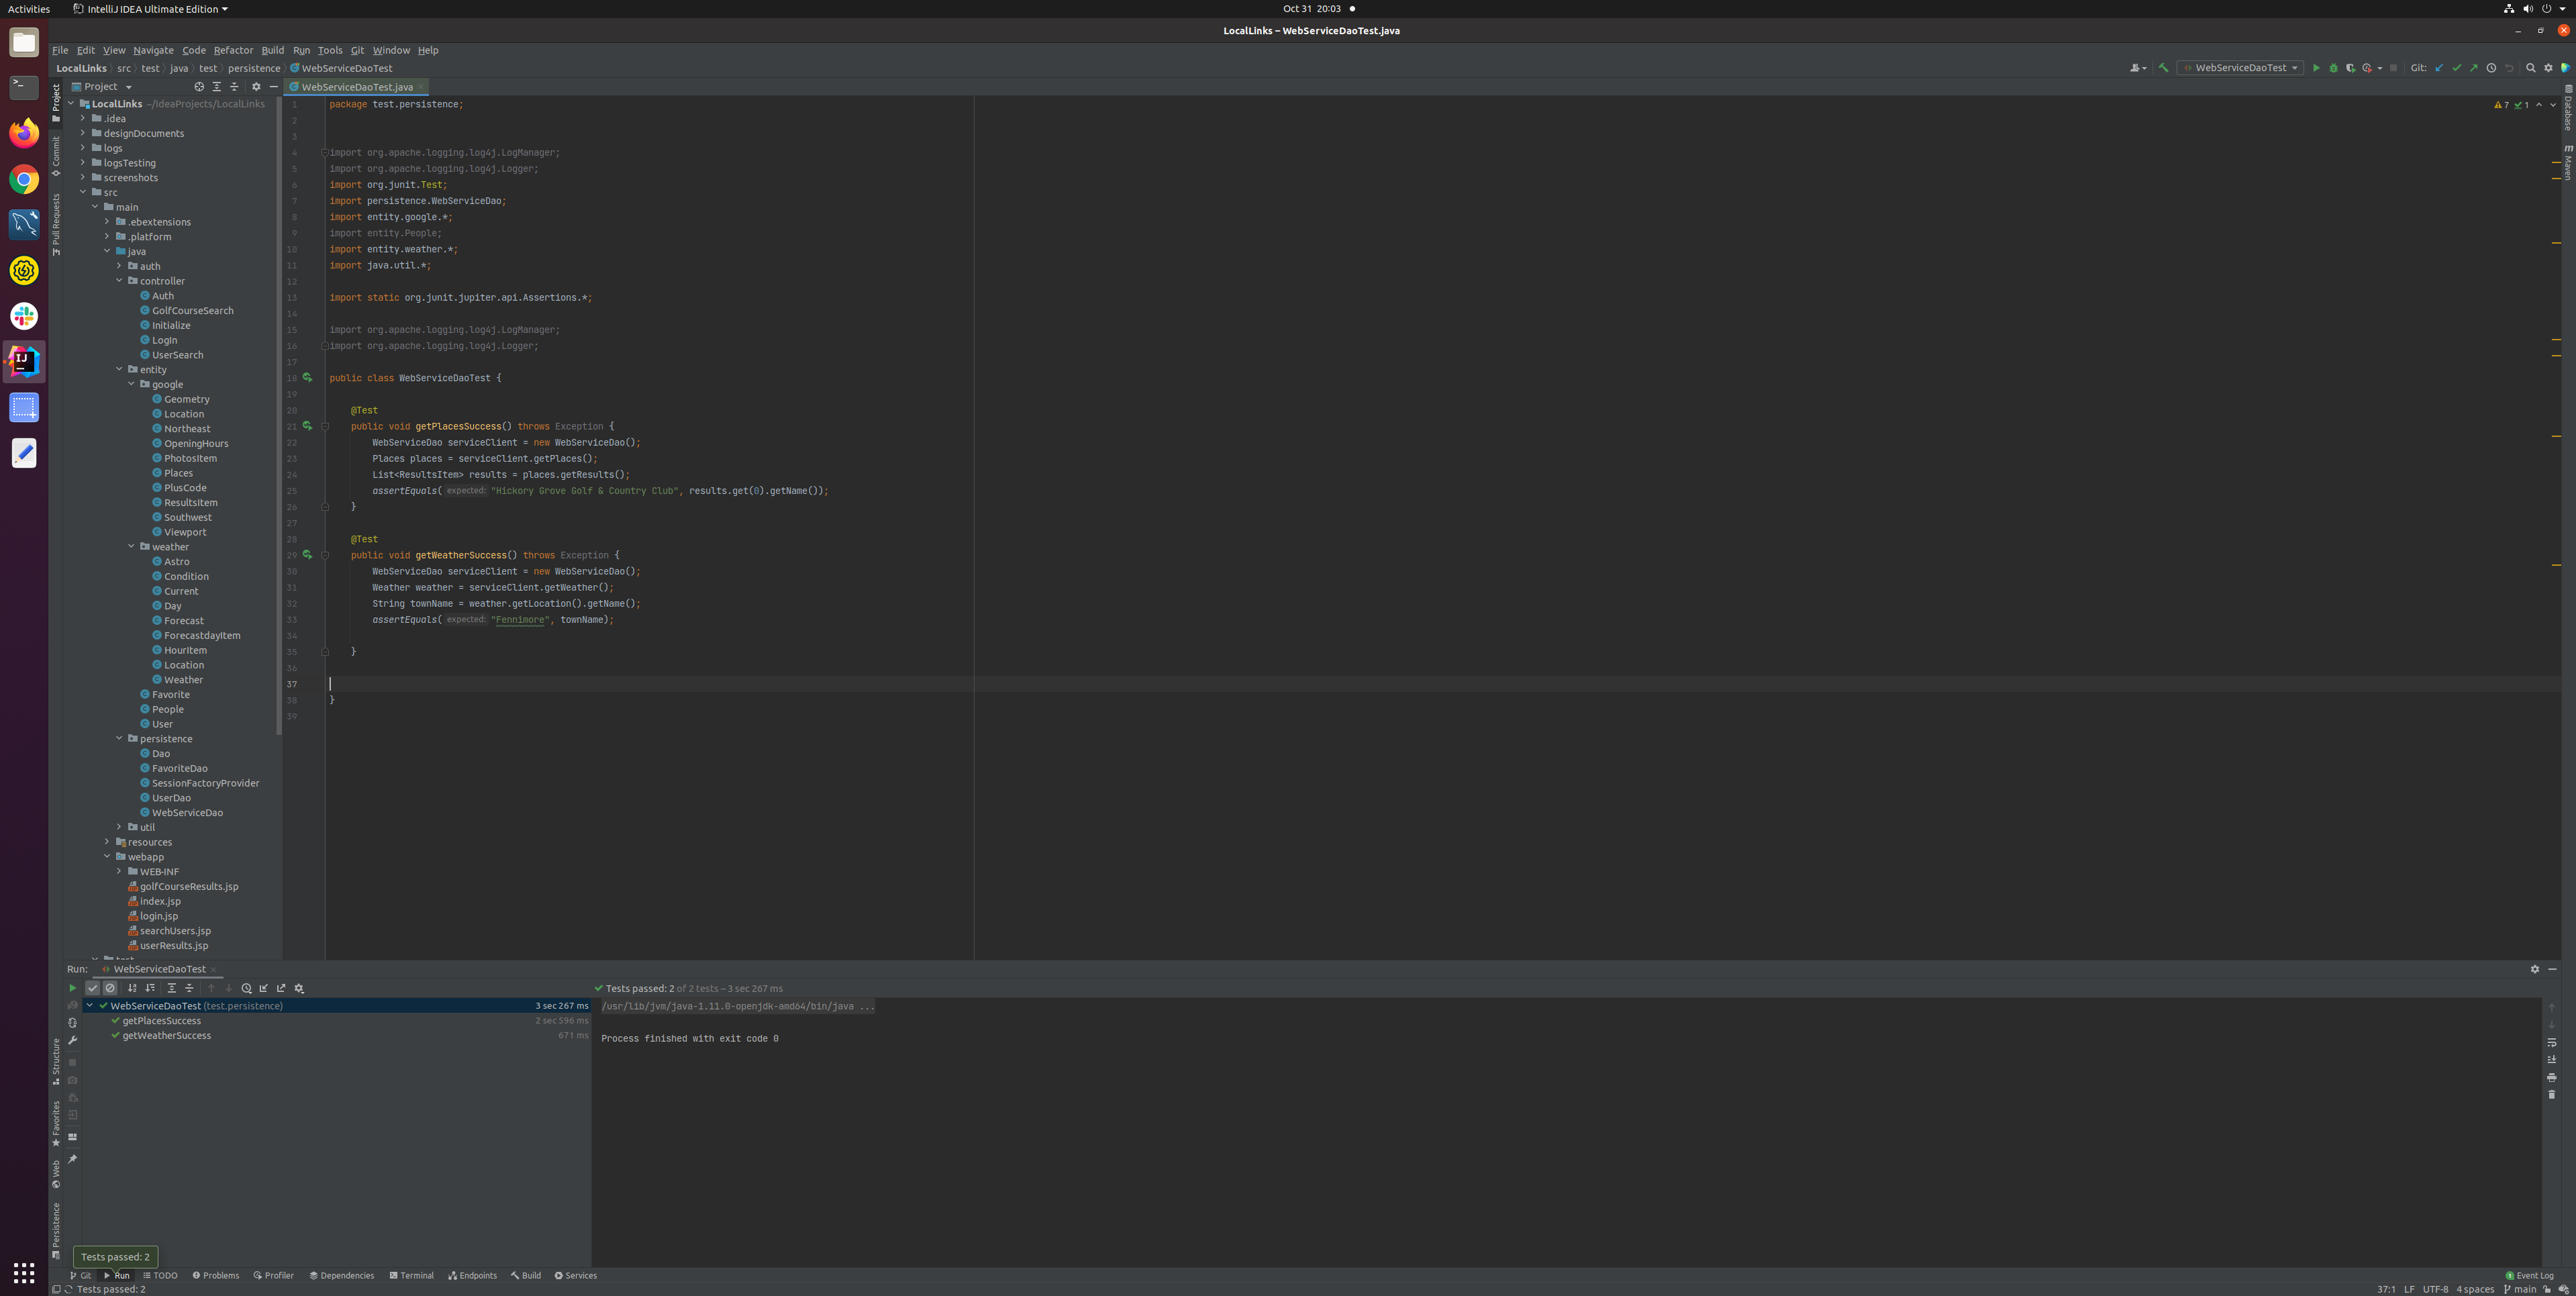 Activities
IntelliJ IDEA Ultimate Edition
Oct 31 20:03
LocalLinks – WebServiceDaoTest.java
File Edit View Navigate Code Refactor Build Run Tools Git Window Help
LocalLinks src test java test persistence WebServiceDaoTest
WebServiceDaoTest
Git:
Project
WebServiceDaoTest.java
Project
Commit
Pull Requests
LocalLinks ~/IdeaProjects/LocalLinks
.idea
designDocuments
logs
logsTesting
screenshots
src
main
.ebextensions
.platform
java
auth
controller
Auth
GolfCourseSearch
Initialize
LogIn
UserSearch
entity
google
Geometry
Location
Northeast
OpeningHours
PhotosItem
Places
PlusCode
ResultsItem
Southwest
Viewport
weather
Astro
Condition
Current
Day
Forecast
ForecastdayItem
HourItem
Location
Weather
Favorite
People
User
persistence
Dao
FavoriteDao
SessionFactoryProvider
UserDao
WebServiceDao
util
resources
webapp
WEB-INF
golfCourseResults.jsp
index.jsp
login.jsp
searchUsers.jsp
userResults.jsp
test
1 package test.persistence;
2
3
4 import org.apache.logging.log4j.LogManager;
5 import org.apache.logging.log4j.Logger;
6 import org.junit.Test;
7 import persistence.WebServiceDao;
8 import entity.google.*;
9 import entity.People;
10 import entity.weather.*;
11 import java.util.*;
12
13 import static org.junit.jupiter.api.Assertions.*;
14
15 import org.apache.logging.log4j.LogManager;
16 import org.apache.logging.log4j.Logger;
17
18 public class WebServiceDaoTest {
19
20 @Test
21 public void getPlacesSuccess() throws Exception {
22 WebServiceDao serviceClient = new WebServiceDao();
23 Places places = serviceClient.getPlaces();
24 List<ResultsItem> results = places.getResults();
25 assertEquals( expected: "Hickory Grove Golf & Country Club", results.get(0).getName());
26 }
27
28 @Test
29 public void getWeatherSuccess() throws Exception {
30 WebServiceDao serviceClient = new WebServiceDao();
31 Weather weather = serviceClient.getWeather();
32 String townName = weather.getLocation().getName();
33 assertEquals( expected: "Fennimore", townName);
34
35 }
36
37
38 }
39
7 1
Database
Maven
Run: WebServiceDaoTest
Tests passed: 2 of 2 tests – 3 sec 267 ms
WebServiceDaoTest (test.persistence) 3 sec 267 ms
getPlacesSuccess 2 sec 596 ms
getWeatherSuccess 671 ms
/usr/lib/jvm/java-1.11.0-openjdk-amd64/bin/java ...
Process finished with exit code 0
Structure
Favorites
Web
Persistence
Tests passed: 2
Git Run TODO Problems Profiler Dependencies Terminal Endpoints Build Services
1 Event Log
Tests passed: 2
37:1 LF UTF-8 4 spaces main